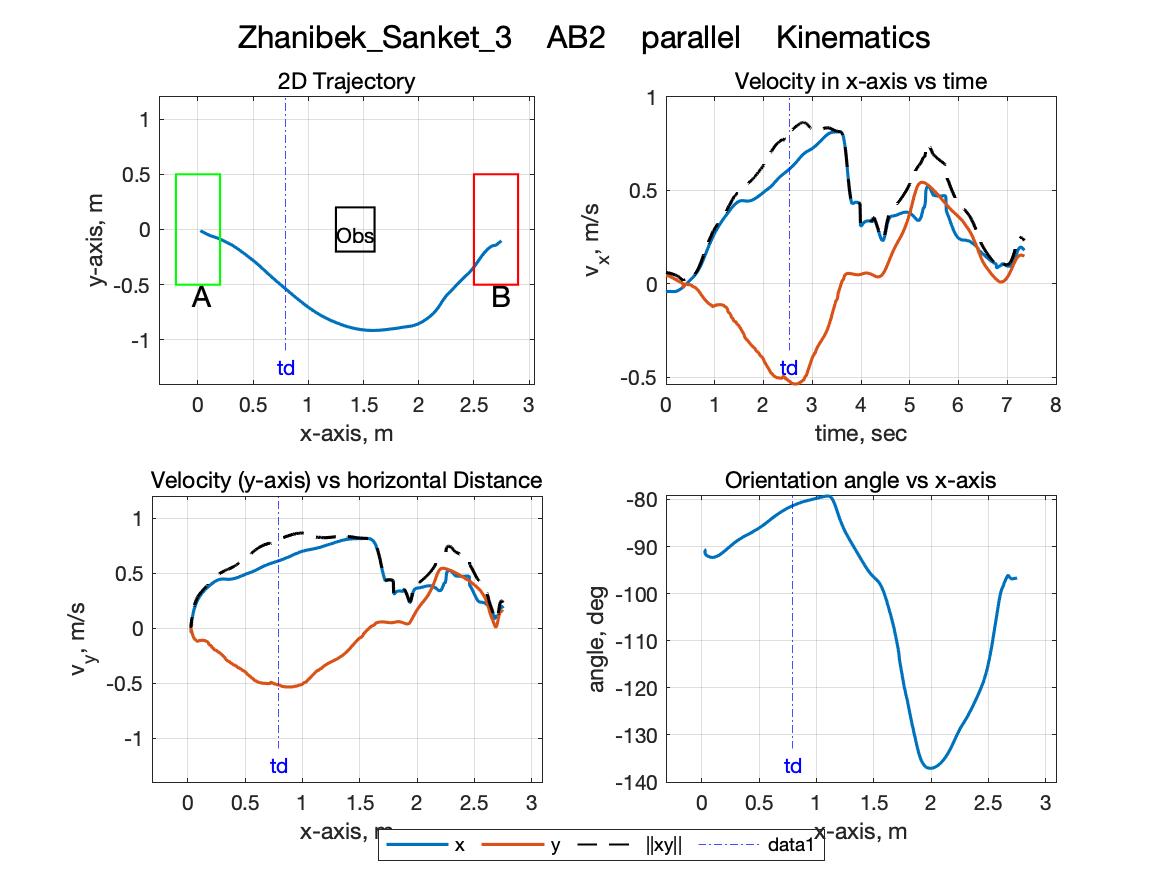 Zhanibek_Sanket_3 AB2 parallel Kinematics
2D Trajectory
1
0.5
0
-0.5
-1
y-axis, m
Obs
A
B
td
0 0.5 1 1.5 2 2.5 3
x-axis, m
Velocity in x-axis vs time
1
0.5
0
-0.5
v_x, m/s
td
0 1 2 3 4 5 6 7 8
time, sec
Velocity (y-axis) vs horizontal Distance
1
0.5
0
-0.5
-1
v_y, m/s
td
0 0.5 1 1.5 2 2.5 3
x-axis, m
Orientation angle vs x-axis
-80
-90
-100
-110
-120
-130
-140
angle, deg
td
0 0.5 1 1.5 2 2.5 3
x-axis, m
x y ||xy|| data1